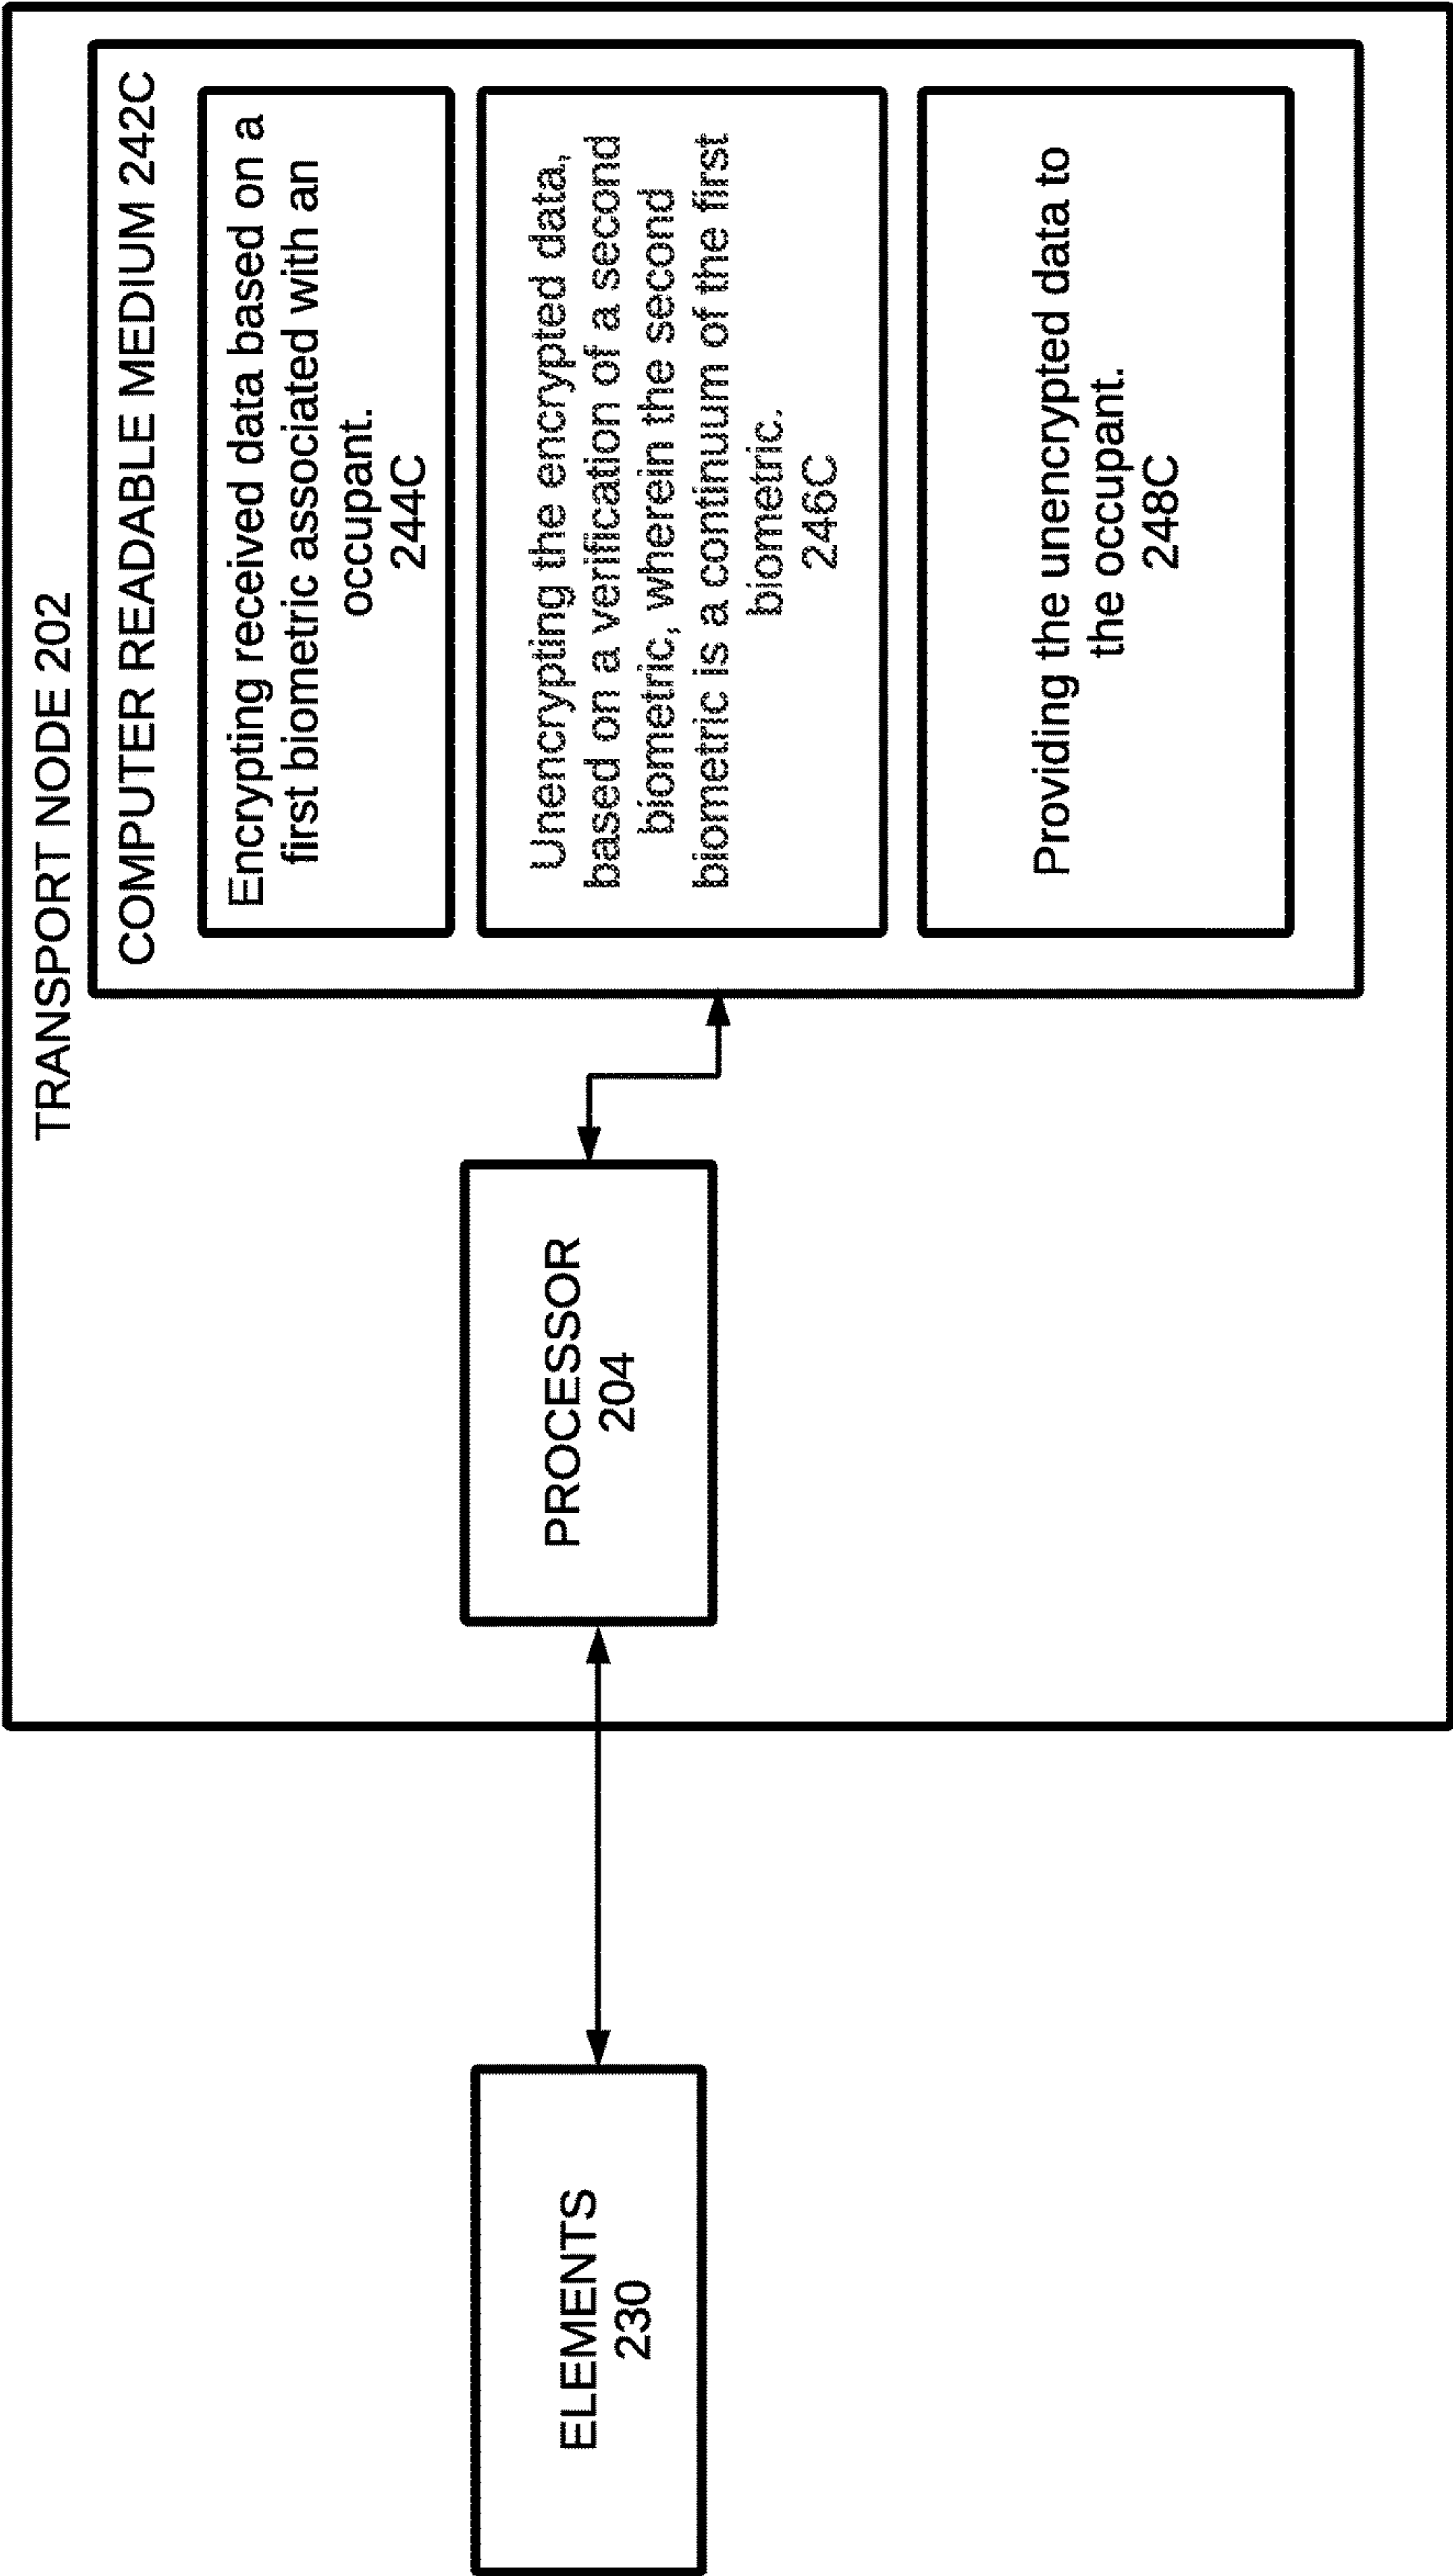 TRANSPORT NODE 202
COMPUTER READABLE MEDIUM 242C
Encrypting received data based on a
first biometric associated with an
occupant.
244C
Unencrypting the encrypted data,
based on a verification of a second
biometric, wherein the second
biometric is a continuum of the first
biometric.
246C
Providing the unencrypted data to
the occupant.
248C
PROCESSOR
204
ELEMENTS
230